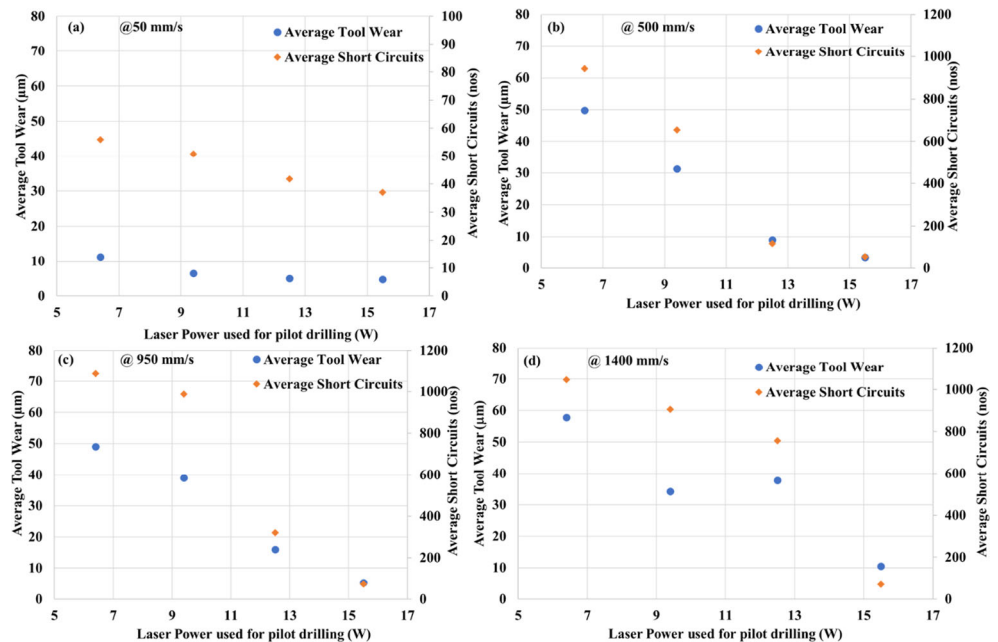 (a) @50 mm/s
Average Tool Wear
Average Short Circuits
Average Tool Wear (µm)
80
70
60
50
40
30
20
10
0
100
90
80
70
60
50
40
30
20
10
0
Average Short Circuits (nos)
5 7 9 11 13 15 17
Laser Power used for pilot drilling (W)
(b) @ 500 mm/s
Average Tool Wear
Average Short Circuits
Average Tool Wear (µm)
80
70
60
50
40
30
20
10
0
1200
1000
800
600
400
200
0
Average Short Circuits (nos)
5 7 9 11 13 15 17
Laser Power used for pilot drilling (W)
(c) @ 950 mm/s
Average Tool Wear
Average Short Circuits
Average Tool Wear (µm)
80
70
60
50
40
30
20
10
0
1200
1000
800
600
400
200
0
Average Short Circuits (nos)
5 7 9 11 13 15 17
Laser Power used for pilot drilling (W)
(d) @ 1400 mm/s
Average Tool Wear
Average Short Circuits
Average Tool Wear (µm)
80
70
60
50
40
30
20
10
0
1200
1000
800
600
400
200
0
Average Short Circuits (nos)
5 7 9 11 13 15 17
Laser Power used for pilot drilling (W)